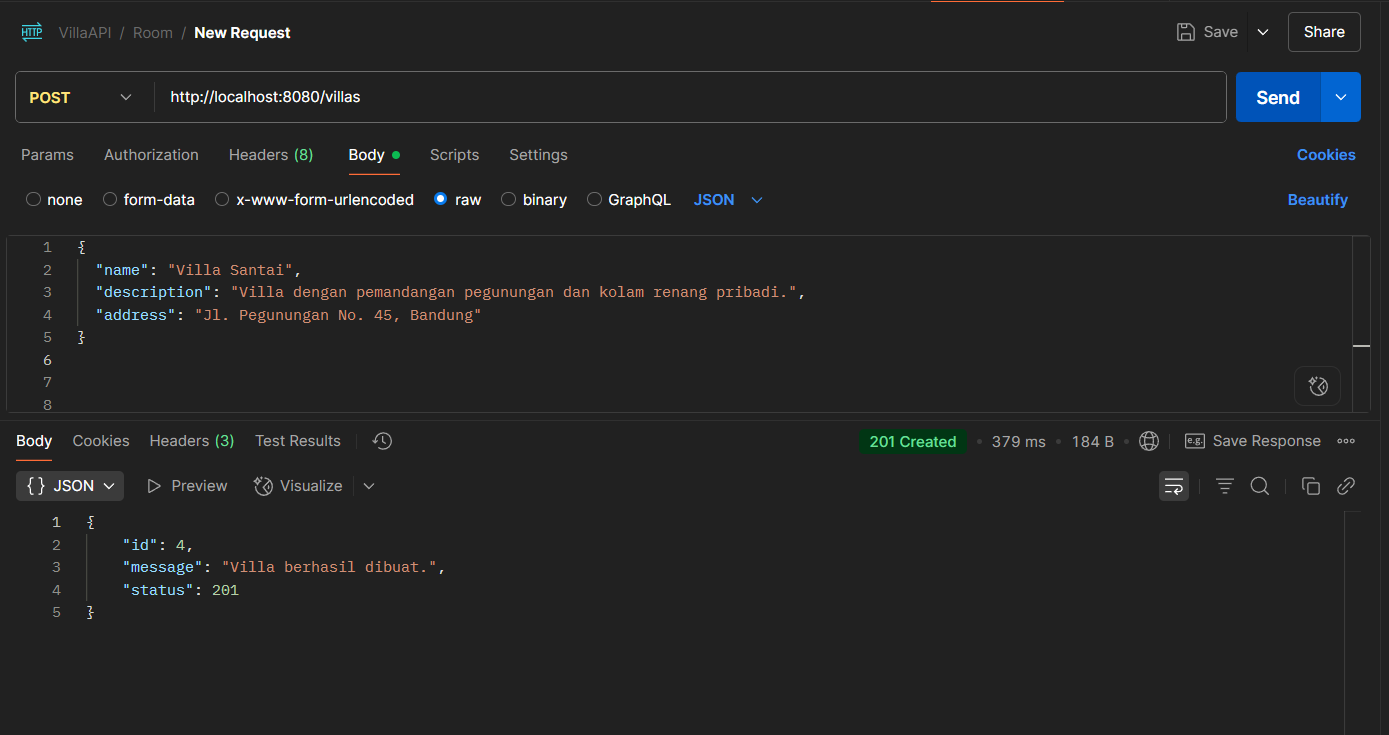 HTTP VillaAPI / Room / New Request Save Share
POST http://localhost:8080/villas Send
Params Authorization Headers (8) Body Scripts Settings Cookies
none form-data x-www-form-urlencoded raw binary GraphQL JSON Beautify
1 {
2 "name": "Villa Santai",
3 "description": "Villa dengan pemandangan pegunungan dan kolam renang pribadi.",
4 "address": "Jl. Pegunungan No. 45, Bandung"
5 }
6
7
8
Body Cookies Headers (3) Test Results 201 Created • 379 ms • 184 B • e.g. Save Response
{} JSON Preview Visualize
1 {
2 "id": 4,
3 "message": "Villa berhasil dibuat.",
4 "status": 201
5 }